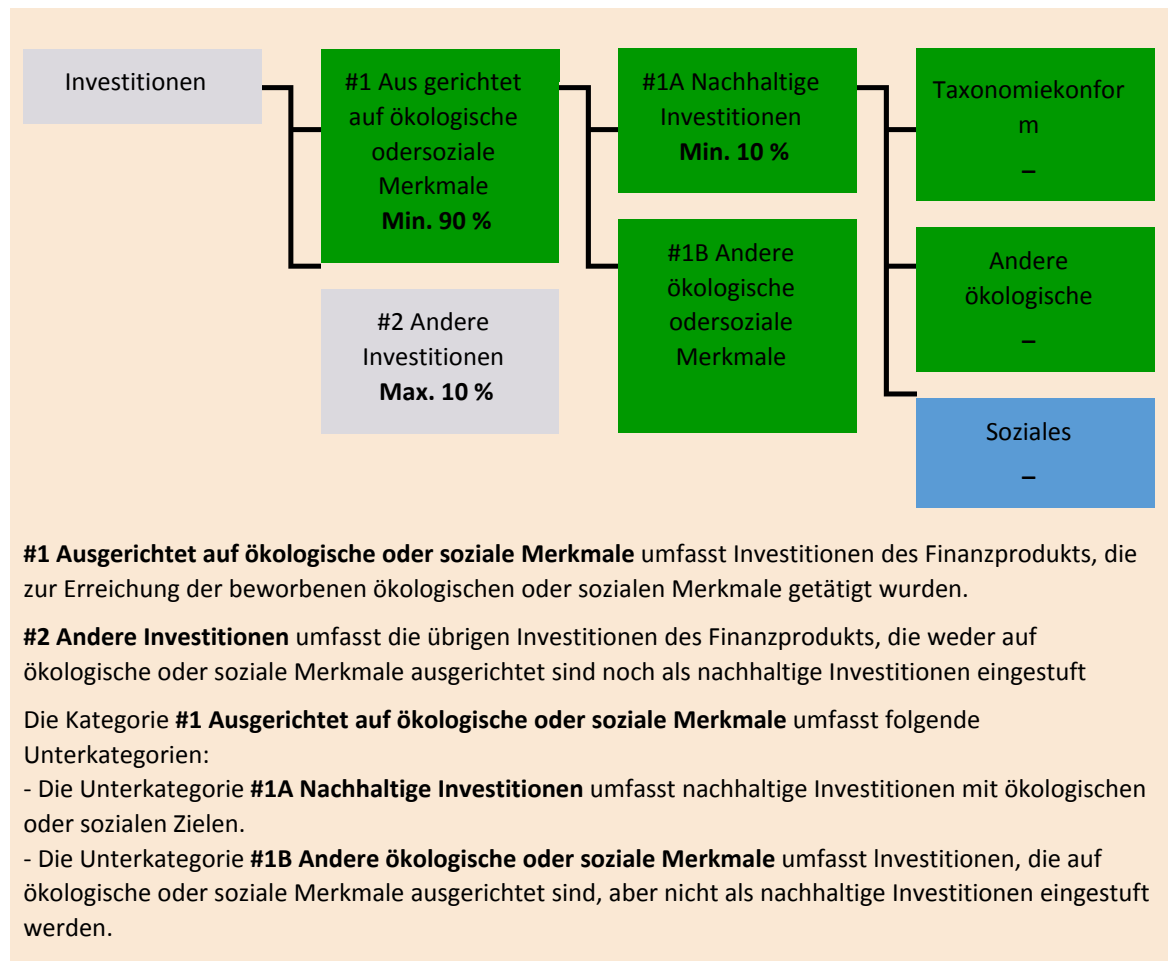 Investitionen
#1 Aus gerichtet
auf ökologische
odersoziale
Merkmale
Min. 90 %
#2 Andere
Investitionen
Max. 10 %
#1A Nachhaltige
Investitionen
Min. 10 %
#1B Andere
ökologische
odersoziale
Merkmale
Taxonomiekonfor
m
–
Andere
ökologische
–
Soziales
–
#1 Ausgerichtet auf ökologische oder soziale Merkmale umfasst Investitionen des Finanzprodukts, die
zur Erreichung der beworbenen ökologischen oder sozialen Merkmale getätigt wurden.
#2 Andere Investitionen umfasst die übrigen Investitionen des Finanzprodukts, die weder auf
ökologische oder soziale Merkmale ausgerichtet sind noch als nachhaltige Investitionen eingestuft
Die Kategorie #1 Ausgerichtet auf ökologische oder soziale Merkmale umfasst folgende
Unterkategorien:
- Die Unterkategorie #1A Nachhaltige Investitionen umfasst nachhaltige Investitionen mit ökologischen
oder sozialen Zielen.
- Die Unterkategorie #1B Andere ökologische oder soziale Merkmale umfasst lnvestitionen, die auf
ökologische oder soziale Merkmale ausgerichtet sind, aber nicht als nachhaltige Investitionen eingestuft
werden.